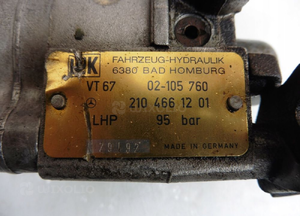 LUK
FAHRZEUG-HYDRAULIK
6380 BAD HOMBURG
VT 67 02-105 760
210 466 12 01
LHP 95 bar
MADE IN GERMANY